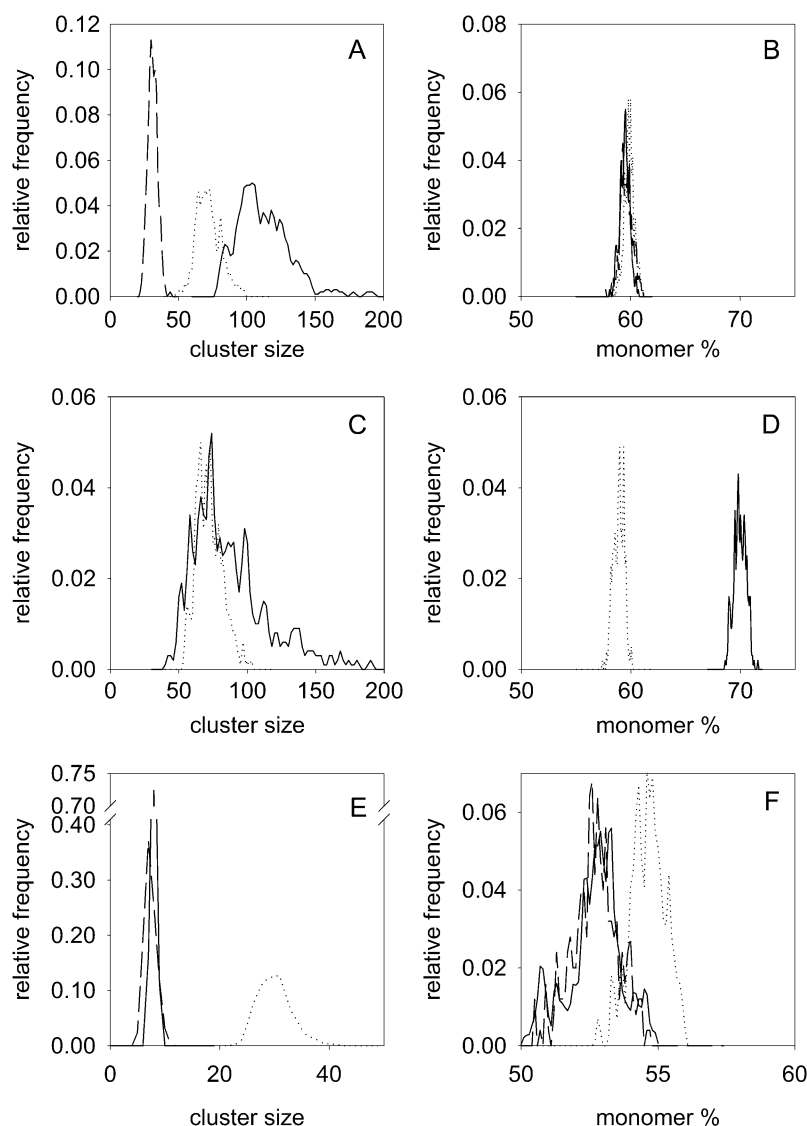 A
relative frequency
0.12
0.10
0.08
0.06
0.04
0.02
0.00
0 50 100 150 200
cluster size
B
relative frequency
0.08
0.06
0.04
0.02
0.00
50 60 70
monomer %
C
relative frequency
0.06
0.04
0.02
0.00
0 50 100 150 200
cluster size
D
relative frequency
0.06
0.04
0.02
0.00
50 60 70
monomer %
E
relative frequency
0.75
0.70
0.40
0.30
0.20
0.10
0.00
0 20 40
cluster size
F
relative frequency
0.06
0.04
0.02
0.00
50 55 60
monomer %